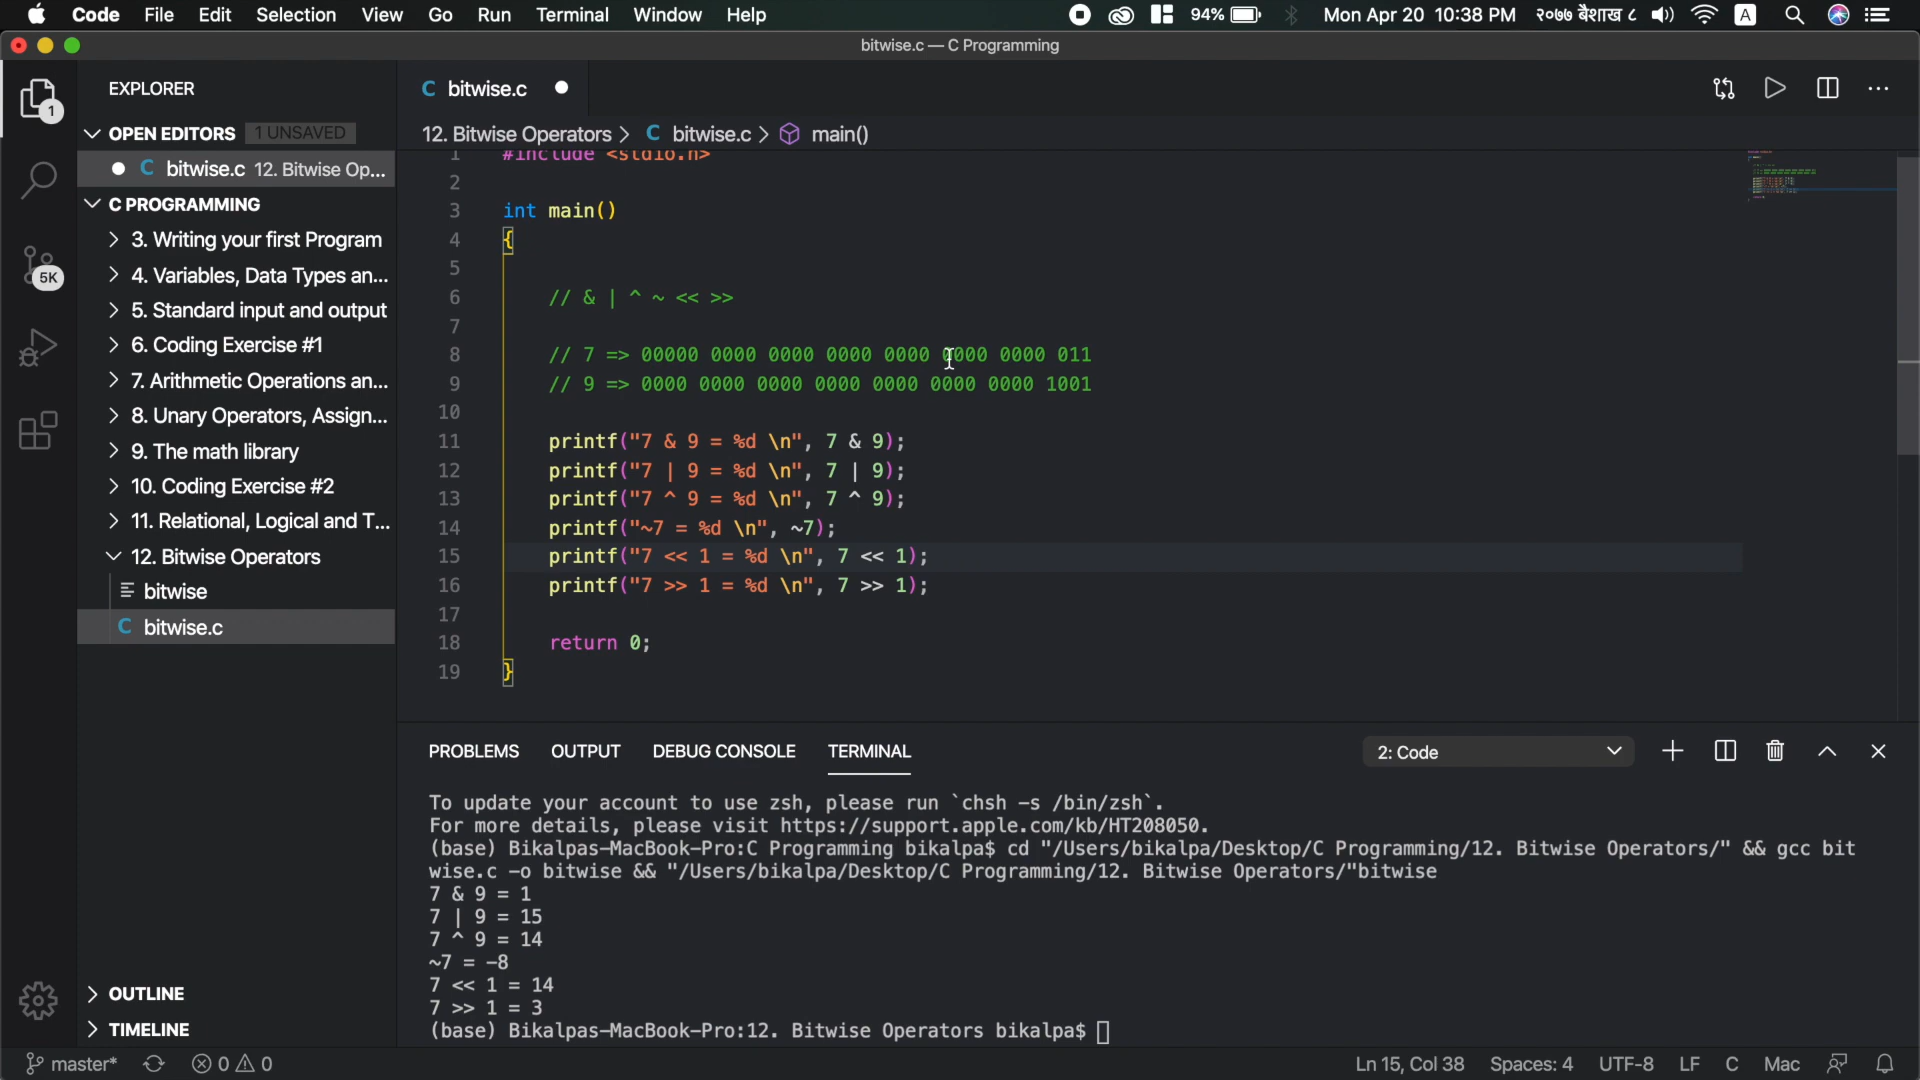 Code File Edit Selection View Go Run Terminal Window Help 94% Mon Apr 20 10:38 PM २०७७ बैशाख ८ A
bitwise.c — C Programming
EXPLORER
1
OPEN EDITORS 1 UNSAVED
C bitwise.c 12. Bitwise Op...
C PROGRAMMING
3. Writing your first Program
4. Variables, Data Types an...
5K
5. Standard input and output
6. Coding Exercise #1
7. Arithmetic Operations an...
8. Unary Operators, Assign...
9. The math library
10. Coding Exercise #2
11. Relational, Logical and T...
12. Bitwise Operators
bitwise
C bitwise.c
OUTLINE
TIMELINE
C bitwise.c
12. Bitwise Operators > C bitwise.c > main()
1 #include <stdio.h>
2
3 int main()
4 {
5
6 // & | ^ ~ << >>
7
8 // 7 => 00000 0000 0000 0000 0000 0000 0000 011
9 // 9 => 0000 0000 0000 0000 0000 0000 0000 1001
10
11 printf("7 & 9 = %d \n", 7 & 9);
12 printf("7 | 9 = %d \n", 7 | 9);
13 printf("7 ^ 9 = %d \n", 7 ^ 9);
14 printf("~7 = %d \n", ~7);
15 printf("7 << 1 = %d \n", 7 << 1);
16 printf("7 >> 1 = %d \n", 7 >> 1);
17
18 return 0;
19 }
PROBLEMS OUTPUT DEBUG CONSOLE TERMINAL 2: Code
To update your account to use zsh, please run `chsh -s /bin/zsh`.
For more details, please visit https://support.apple.com/kb/HT208050.
(base) Bikalpas-MacBook-Pro:C Programming bikalpa$ cd "/Users/bikalpa/Desktop/C Programming/12. Bitwise Operators/" && gcc bit
wise.c -o bitwise && "/Users/bikalpa/Desktop/C Programming/12. Bitwise Operators/"bitwise
7 & 9 = 1
7 | 9 = 15
7 ^ 9 = 14
~7 = -8
7 << 1 = 14
7 >> 1 = 3
(base) Bikalpas-MacBook-Pro:12. Bitwise Operators bikalpa$
master* 0 0 Ln 15, Col 38 Spaces: 4 UTF-8 LF C Mac